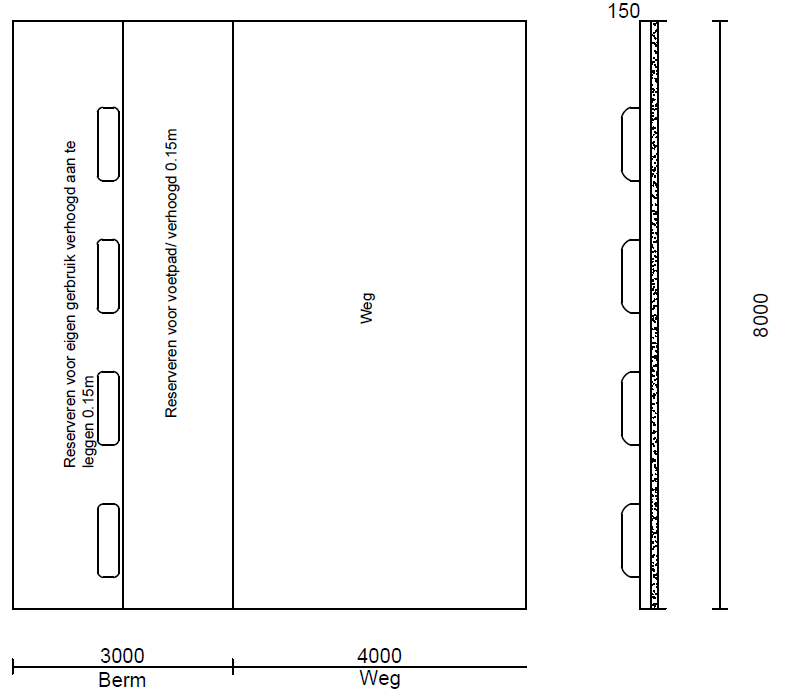 150
Reserveren voor eigen gerbruik verhoogd aan te
leggen 0.15m
Reserveren voor voetpad/ verhoogd 0.15m
Weg
8000
3000
Berm
4000
Weg